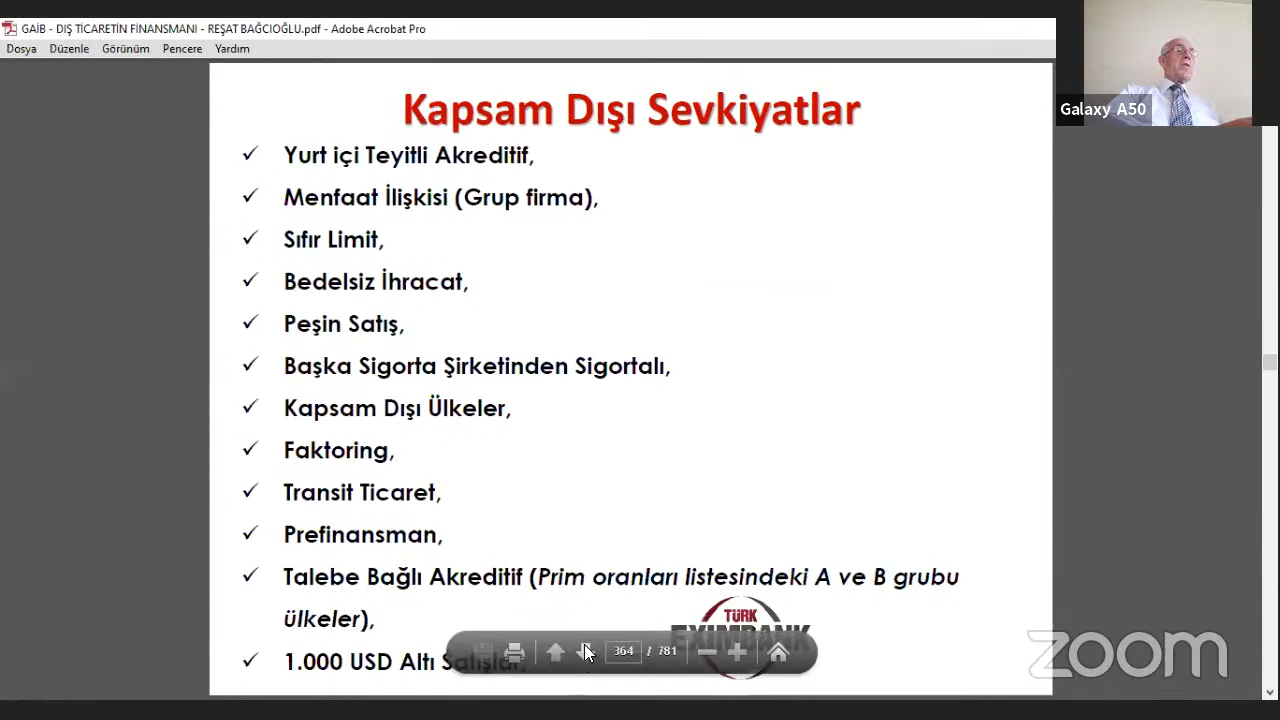 GAİB - DIŞ TİCARETİN FİNANSMANI - REŞAT BAĞCIOĞLU.pdf - Adobe Acrobat Pro
Dosya Düzenle Görünüm Pencere Yardım
Galaxy A50
Kapsam Dışı Sevkiyatlar
✓ Yurt içi Teyitli Akreditif,
✓ Menfaat İlişkisi (Grup firma),
✓ Sıfır Limit,
✓ Bedelsiz İhracat,
✓ Peşin Satış,
✓ Başka Sigorta Şirketinden Sigortalı,
✓ Kapsam Dışı Ülkeler,
✓ Faktoring,
✓ Transit Ticaret,
✓ Prefinansman,
✓ Talebe Bağlı Akreditif (Prim oranları listesindeki A ve B grubu
ülkeler),
✓ 1.000 USD Altı Satışlar,
TÜRK
EXIMBANK
364 / 781
zoom